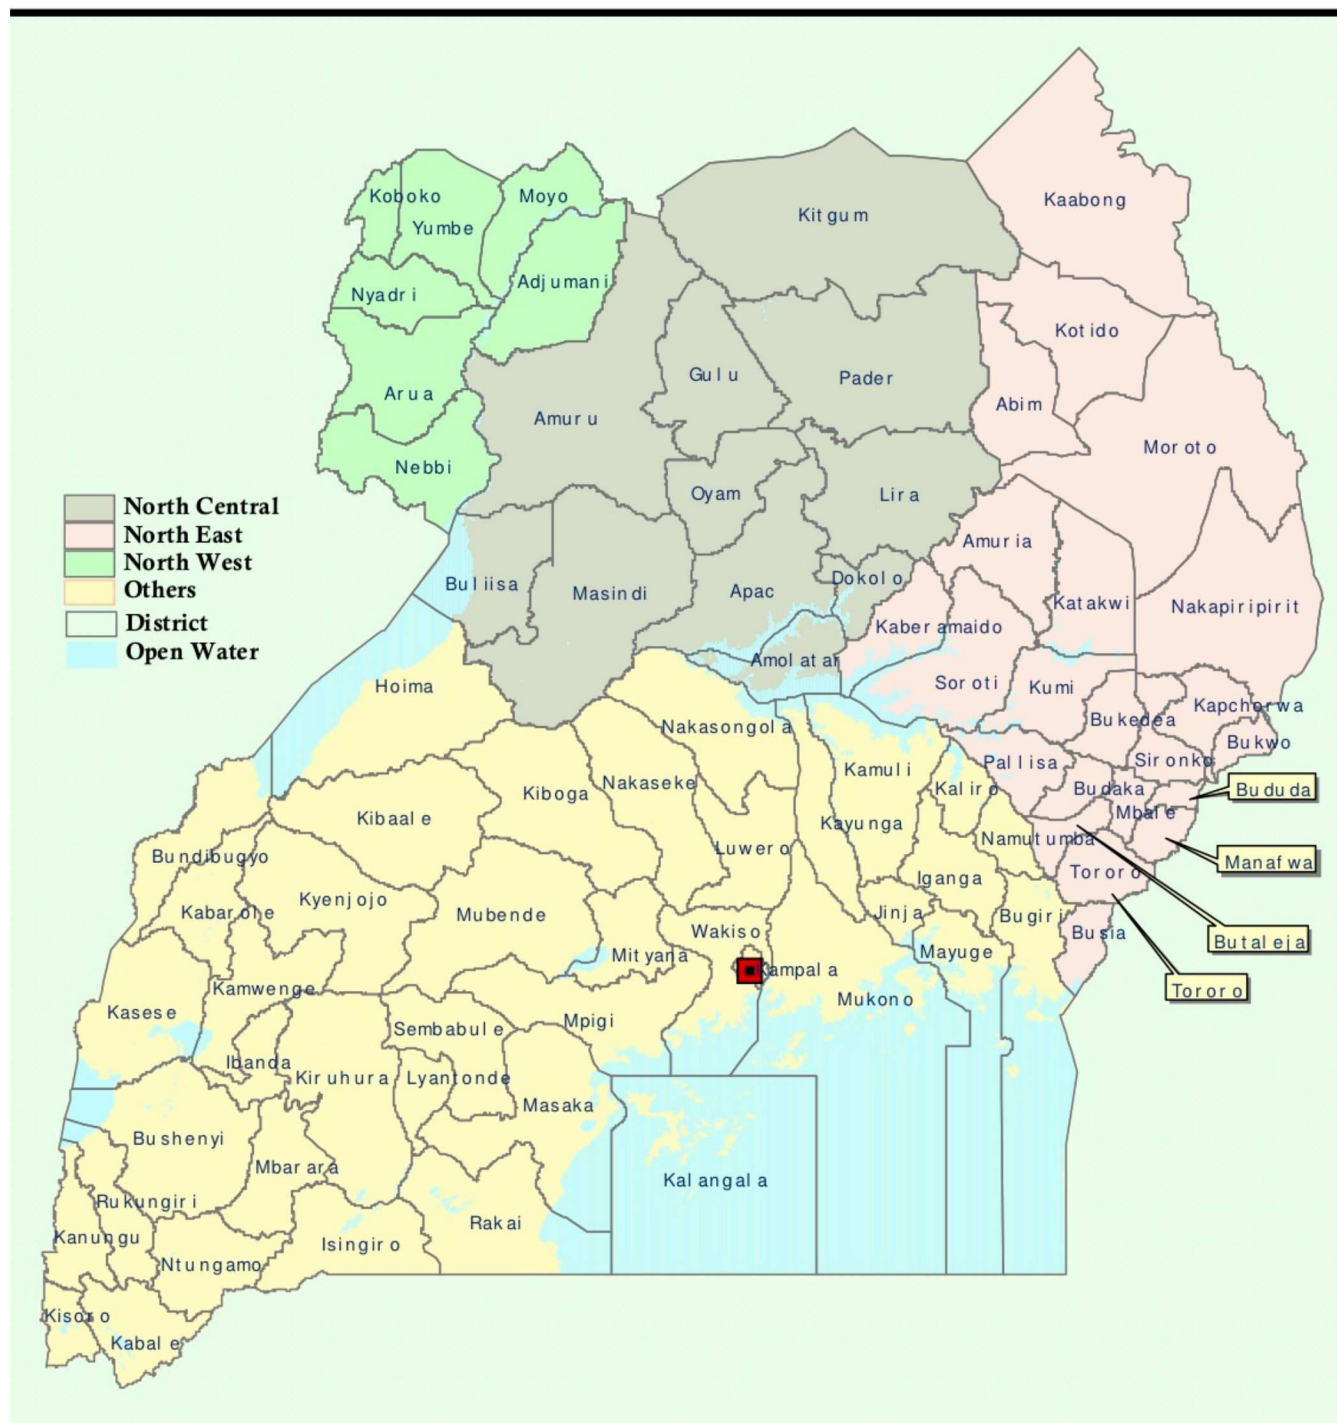 Kaabong
Koboko
Moyo
Kitgum
Yumbe
Adjumani
Nyadri
Kotido
Gulu
Pader
Arua
Abim
Amuru
Moroto
Nebbi
Oyam
Lira
North Central
North East
North West
Others
District
Open Water
Amuria
Buliisa
Masindi
Apac
Dokolo
Katakwi
Nakapiripirit
Kaberamaido
Amolatar
Hoima
Soroti
Kumi
Kapchorwa
Bukedea
Nakasongola
Bukwo
Sironko
Pallisa
Kamuli
Nakaseke
Kiboga
Kaliro
Budaka
Bududa
Mbale
Kibaale
Kayunga
Namutumba
Luwero
Bundibugyo
Manafwa
Tororo
Iganga
Kyenjojo
Kabarole
Mubende
Jinja
Bugiri
Wakiso
Busia
Butaleja
Mityana
Mayuge
Kampala
Kamwenge
Tororo
Mukono
Kasese
Mpigi
Sembabule
Ibanda
Kiruhura
Lyantonde
Masaka
Bushenyi
Mbarara
Kalangala
Rukungiri
Rakai
Kanungu
Isingiro
Ntungamo
Kisoro
Kabale